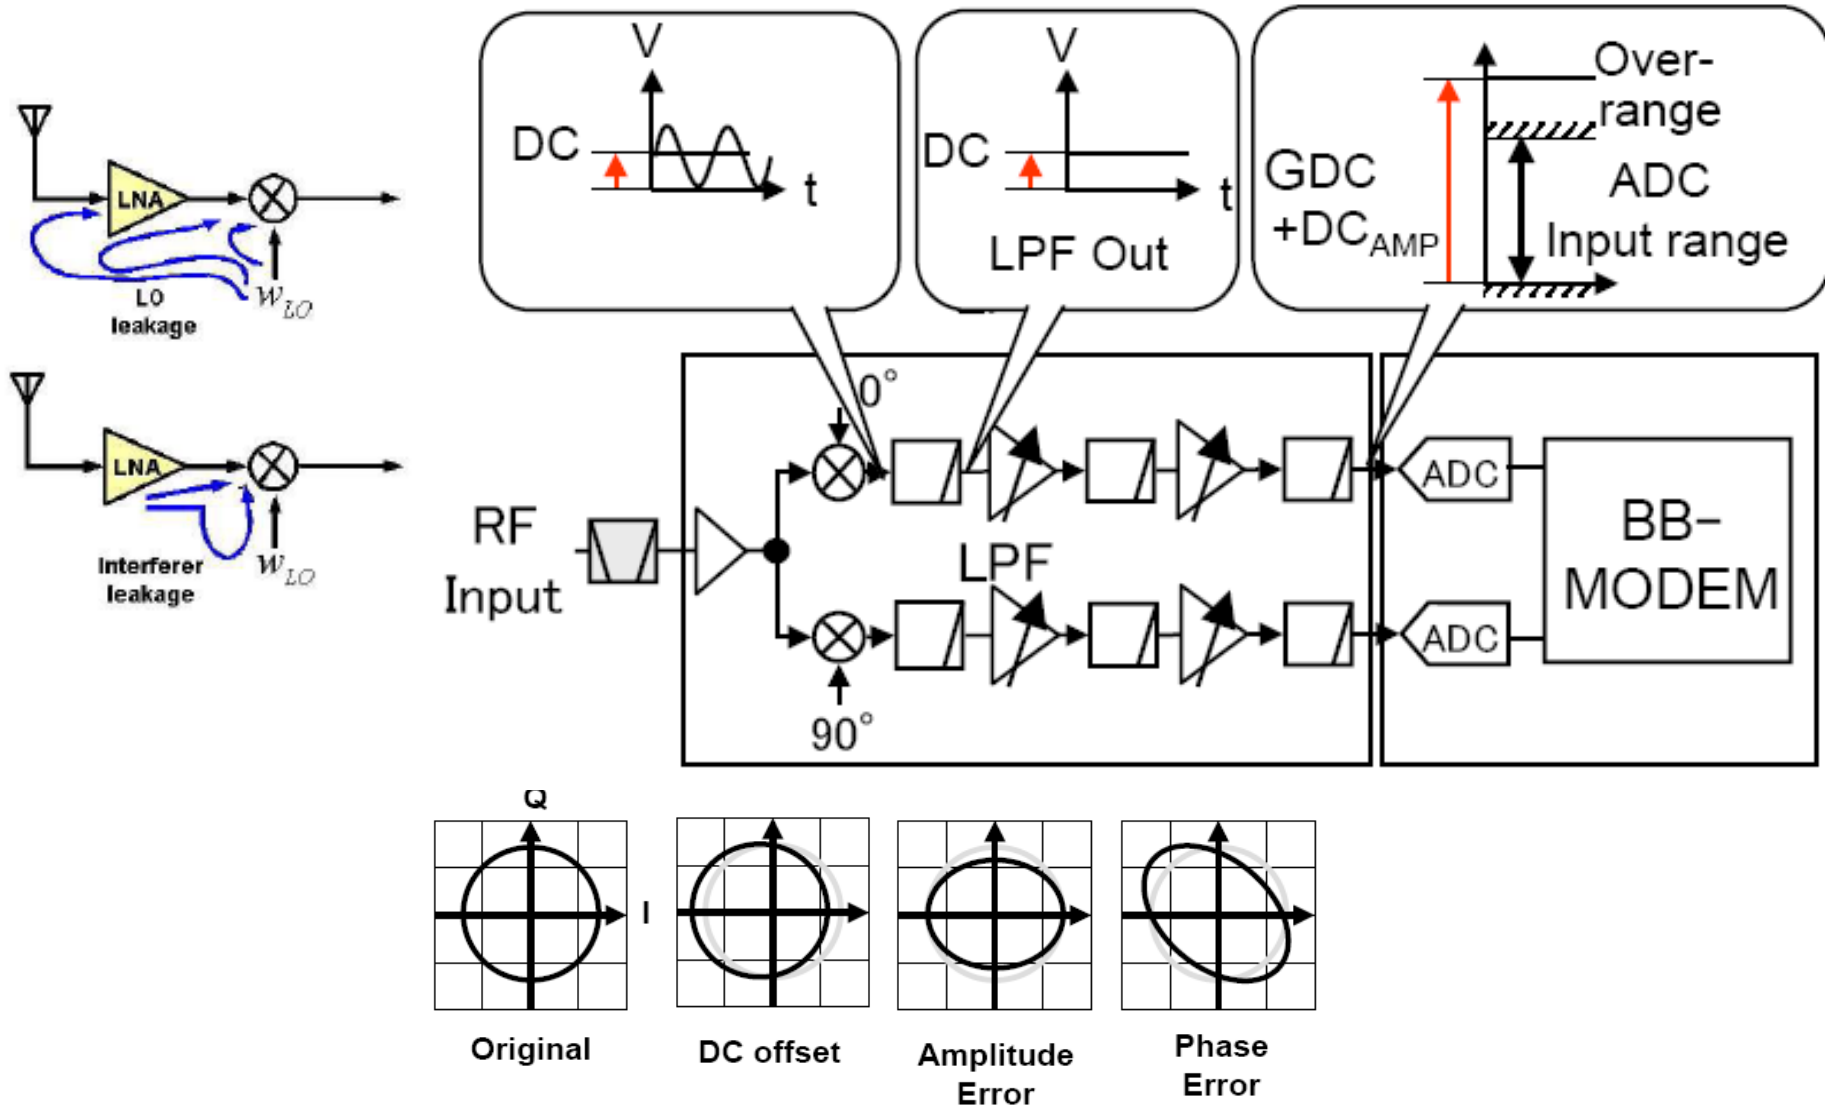 LNA
LO
leakage
w_LO
LNA
Interferer
leakage
w_LO
V
DC
t
V
DC
t
LPF Out
Over-
range
GDC
+DC_AMP
ADC
Input range
0°
RF
Input
LPF
90°
ADC
ADC
BB-
MODEM
Q
I
Original
DC offset
Amplitude
Error
Phase
Error